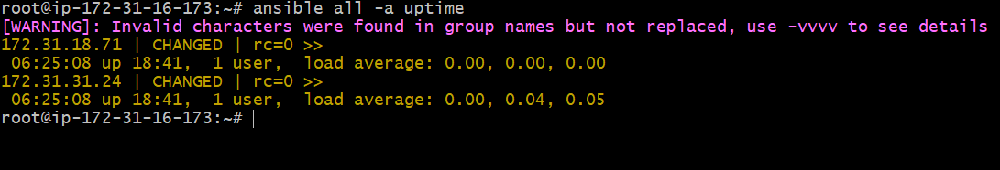 root@ip-172-31-16-173:~# ansible all -a uptime
[WARNING]: Invalid characters were found in group names but not replaced, use -vvvv to see details
172.31.18.71 | CHANGED | rc=0 >>
 06:25:08 up 18:41,  1 user,  load average: 0.00, 0.00, 0.00
172.31.31.24 | CHANGED | rc=0 >>
 06:25:08 up 18:41,  1 user,  load average: 0.00, 0.04, 0.05
root@ip-172-31-16-173:~#